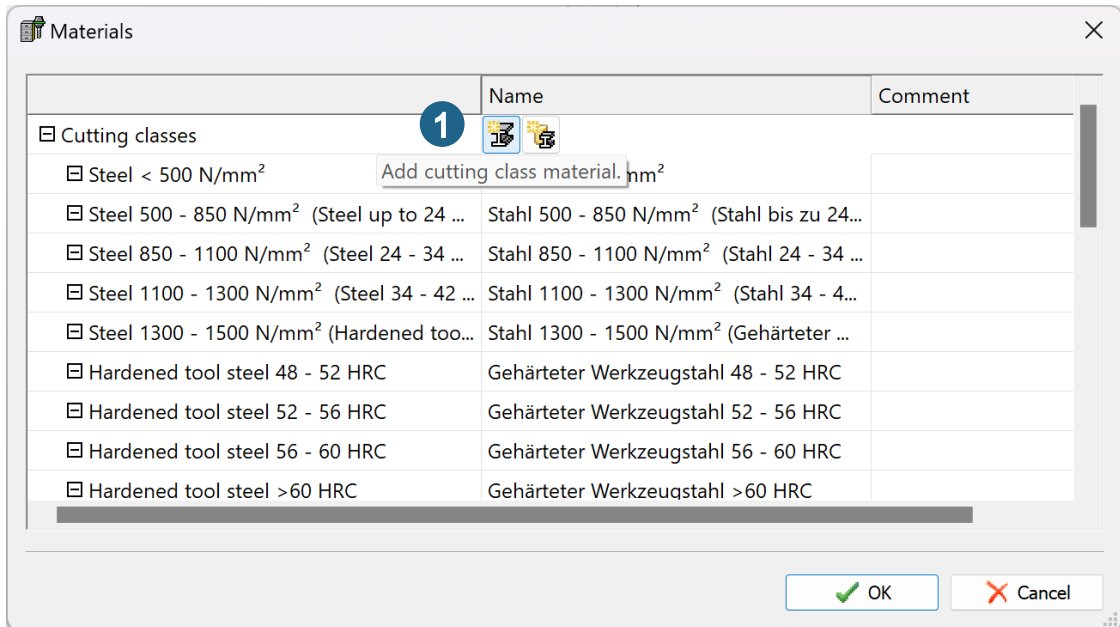 Materials
Name Comment
Cutting classes 1
Steel < 500 N/mm² Add cutting class material. mm²
Steel 500 - 850 N/mm² (Steel up to 24 ... Stahl 500 - 850 N/mm² (Stahl bis zu 24...
Steel 850 - 1100 N/mm² (Steel 24 - 34 ... Stahl 850 - 1100 N/mm² (Stahl 24 - 34 ...
Steel 1100 - 1300 N/mm² (Steel 34 - 42 ... Stahl 1100 - 1300 N/mm² (Stahl 34 - 4...
Steel 1300 - 1500 N/mm² (Hardened too... Stahl 1300 - 1500 N/mm² (Gehärteter ...
Hardened tool steel 48 - 52 HRC Gehärteter Werkzeugstahl 48 - 52 HRC
Hardened tool steel 52 - 56 HRC Gehärteter Werkzeugstahl 52 - 56 HRC
Hardened tool steel 56 - 60 HRC Gehärteter Werkzeugstahl 56 - 60 HRC
Hardened tool steel >60 HRC Gehärteter Werkzeugstahl >60 HRC
OK Cancel